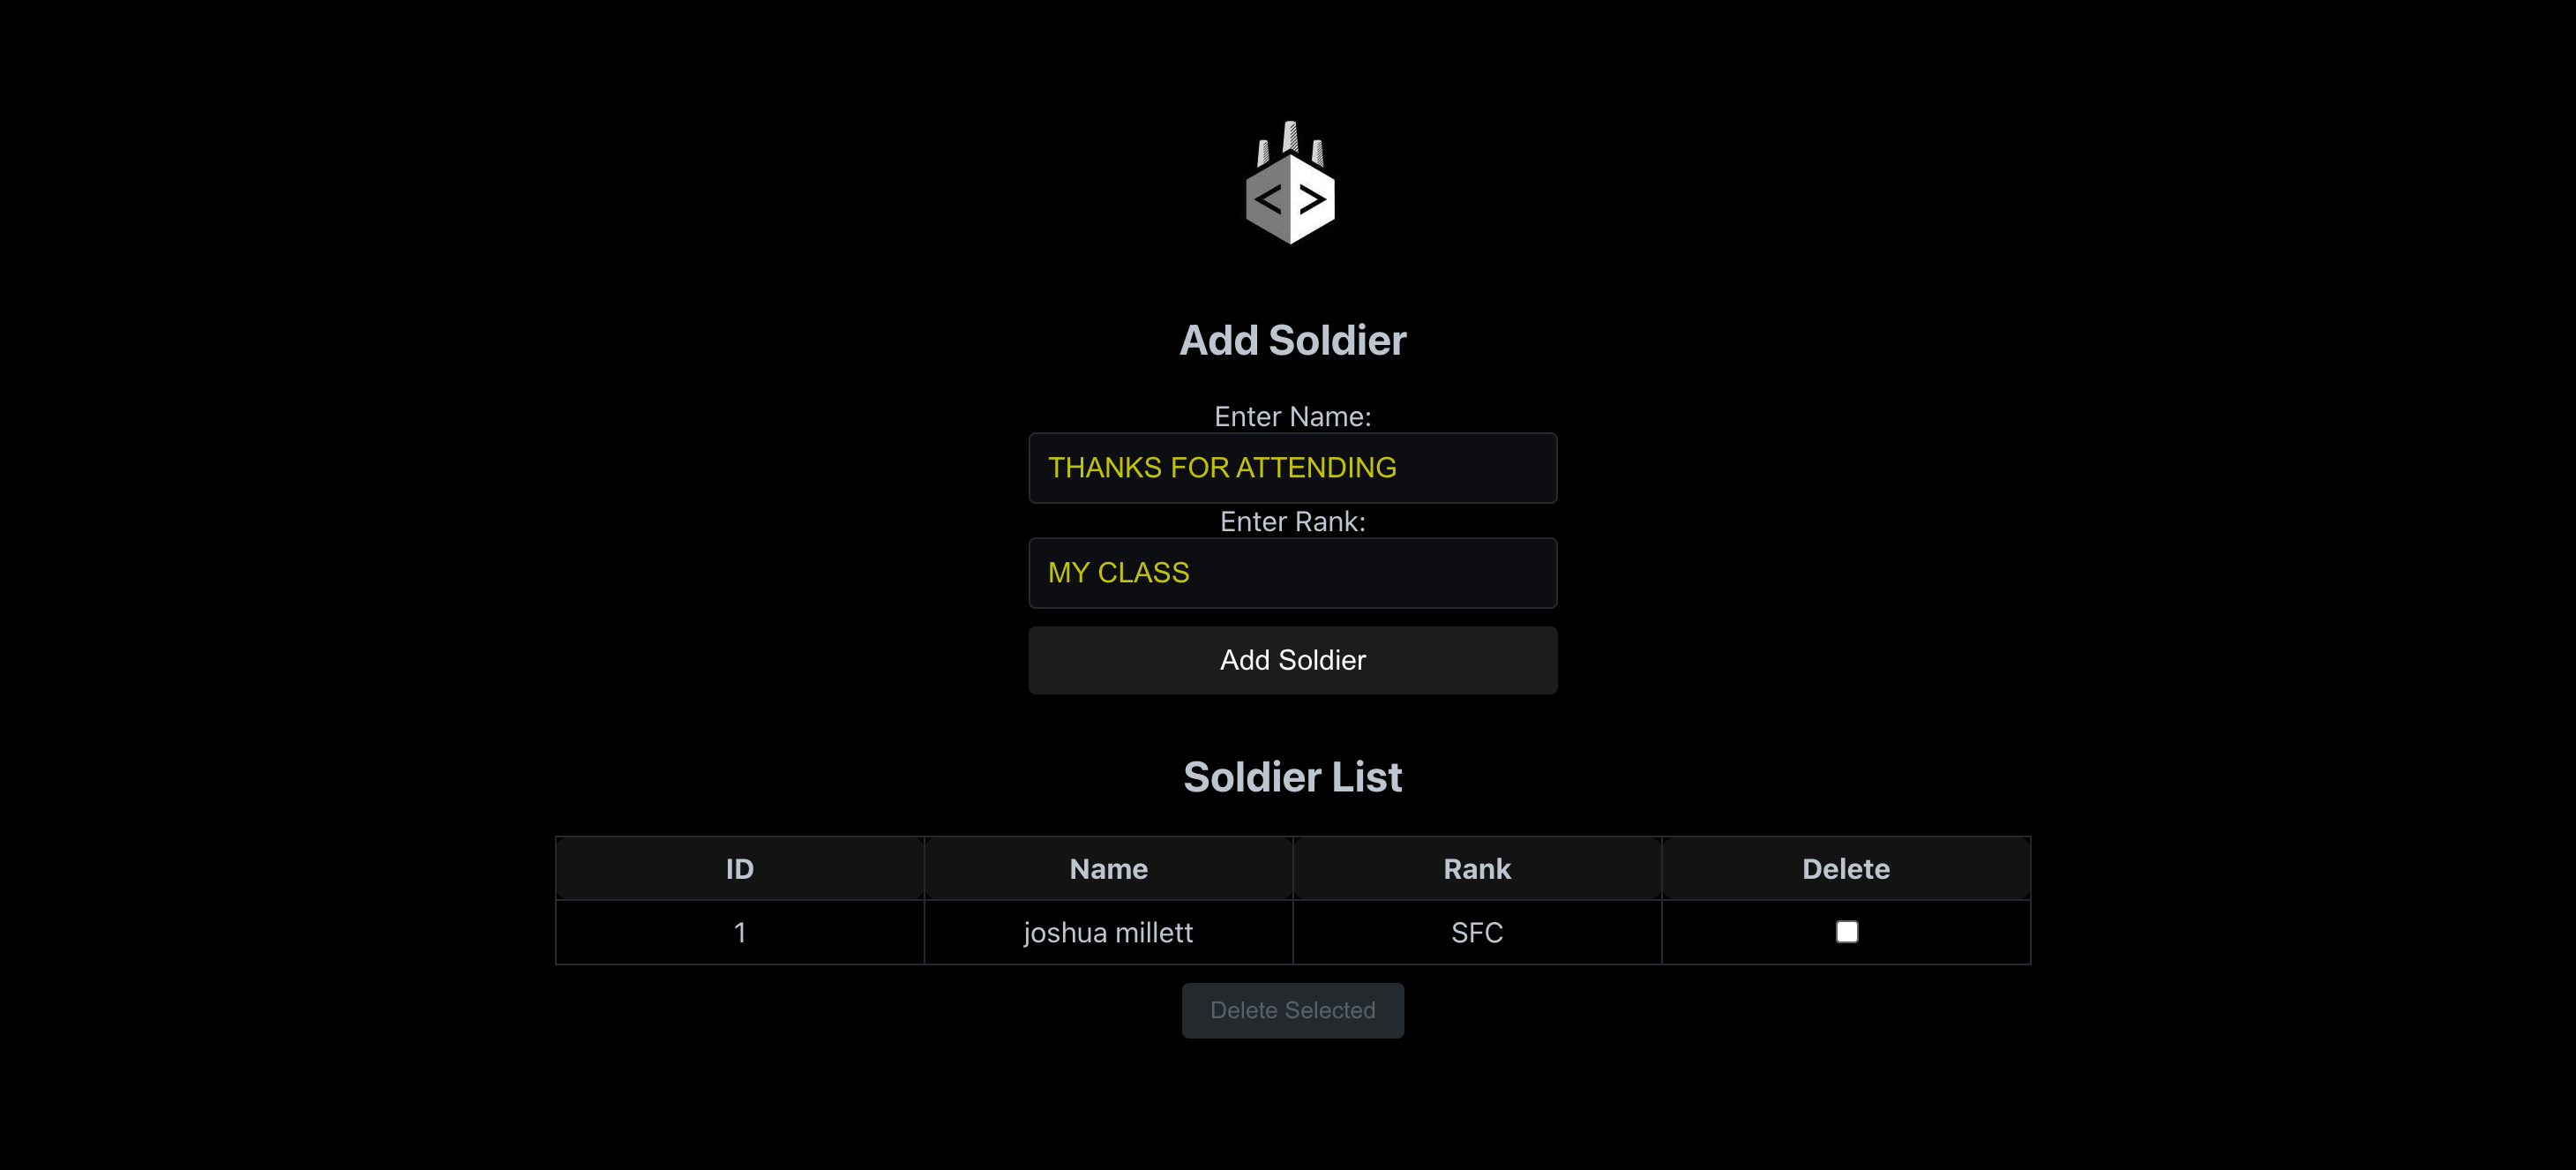 < >
Add Soldier
Enter Name:
THANKS FOR ATTENDING
Enter Rank:
MY CLASS
Add Soldier
Soldier List
ID Name Rank Delete
1 joshua millett SFC
Delete Selected